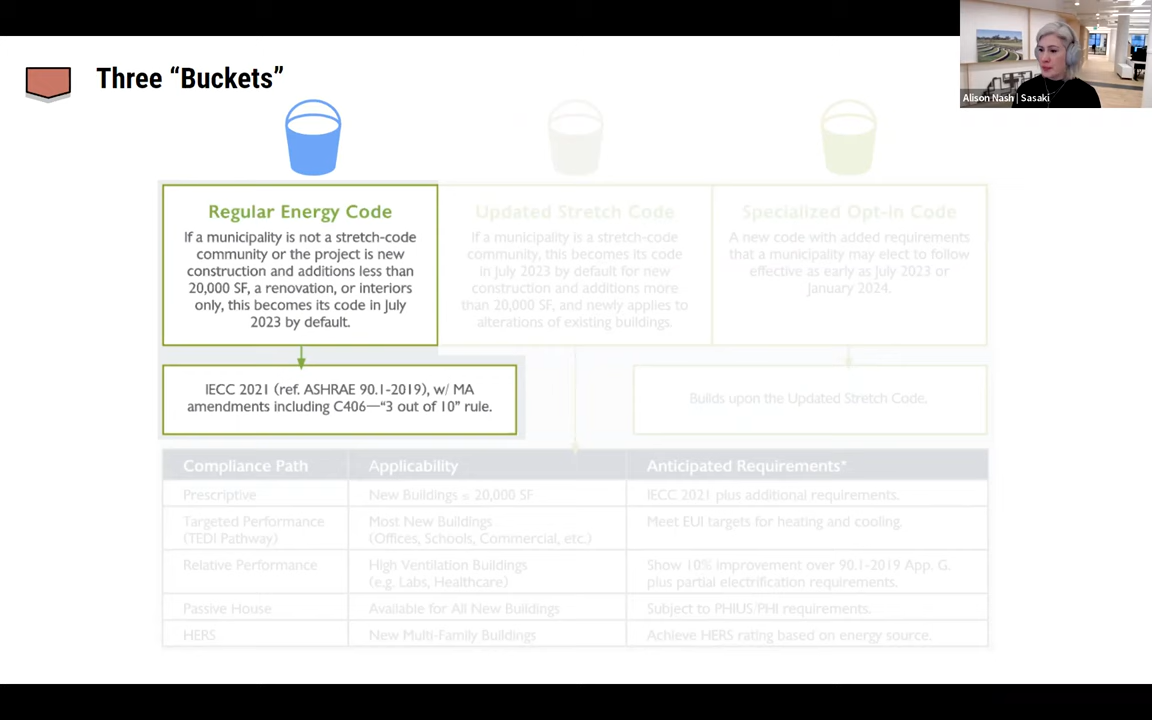 Three “Buckets”
Alison Nash | Sasaki
Regular Energy Code
If a municipality is not a stretch-code
community or the project is new
construction and additions less than
20,000 SF, a renovation, or interiors
only, this becomes its code in July
2023 by default.
Updated Stretch Code
If a municipality is a stretch-code
community, this becomes its code
in July 2023 by default for new
construction and additions more
than 20,000 SF, and newly applies to
alterations of existing buildings.
Specialized Opt-In Code
A new code with added requirements
that a municipality may elect to follow
effective as early as July 2023 or
January 2024.
IECC 2021 (ref. ASHRAE 90.1-2019), w/ MA
amendments including C406—“3 out of 10” rule.
Builds upon the Updated Stretch Code.
Compliance Path Applicability Anticipated Requirements*
Prescriptive New Buildings ≈ 20,000 SF IECC 2021 plus additional requirements.
Targeted Performance
(TEDI Pathway)
Most New Buildings
(Offices, Schools, Commercial, etc.)
Meet EUI targets for heating and cooling.
Relative Performance
High Ventilation Buildings
(e.g. Labs, Healthcare)
Show 10% improvement over 90.1-2019 App. G.
plus partial electrification requirements.
Passive House Available for All New Buildings Subject to PHIUS/PHI requirements.
HERS New Multi-Family Buildings Achieve HERS rating based on energy source.